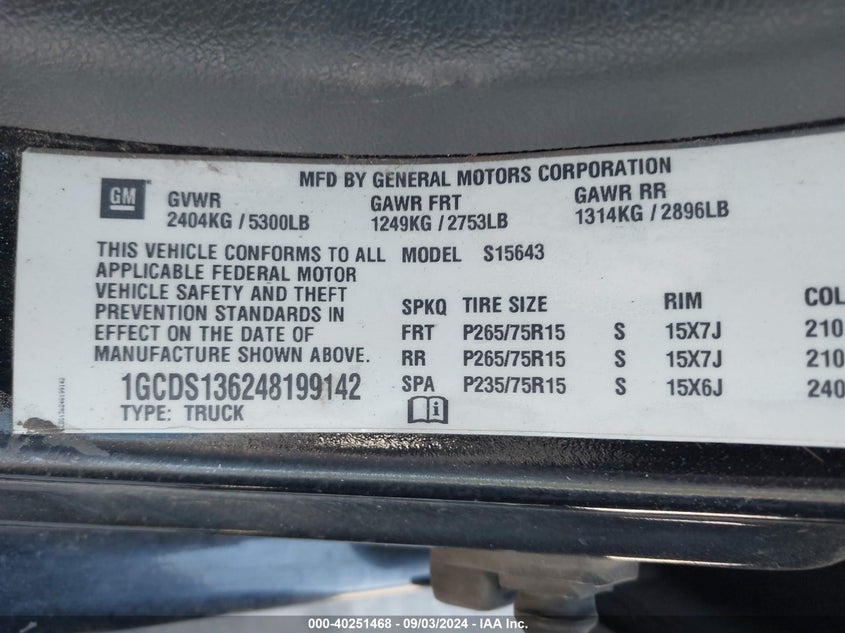 MFD BY GENERAL MOTORS CORPORATION
GM GVWR GAWR FRT GAWR RR
2404KG / 5300LB 1249KG / 2753LB 1314KG / 2896LB
THIS VEHICLE CONFORMS TO ALL MODEL S15643
APPLICABLE FEDERAL MOTOR
VEHICLE SAFETY AND THEFT
PREVENTION STANDARDS IN SPKQ TIRE SIZE RIM COL
EFFECT ON THE DATE OF FRT P265/75R15 S 15X7J 210
MANUFACTURE SHOWN ABOVE. RR P265/75R15 S 15X7J 210
1GCDS136248199142 SPA P235/75R15 S 15X6J 240
TYPE: TRUCK
1GCDS136248199142
000-40251468 - 09/03/2024 - IAA Inc.